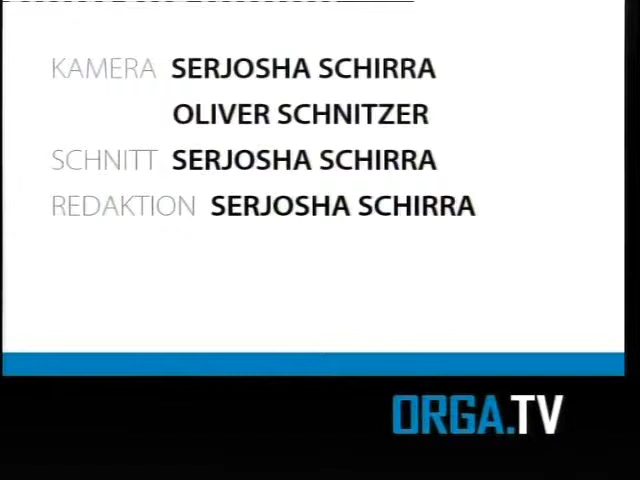 KAMERA SERJOSHA SCHIRRA
OLIVER SCHNITZER
SCHNITT SERJOSHA SCHIRRA
REDAKTION SERJOSHA SCHIRRA
ORGA.TV